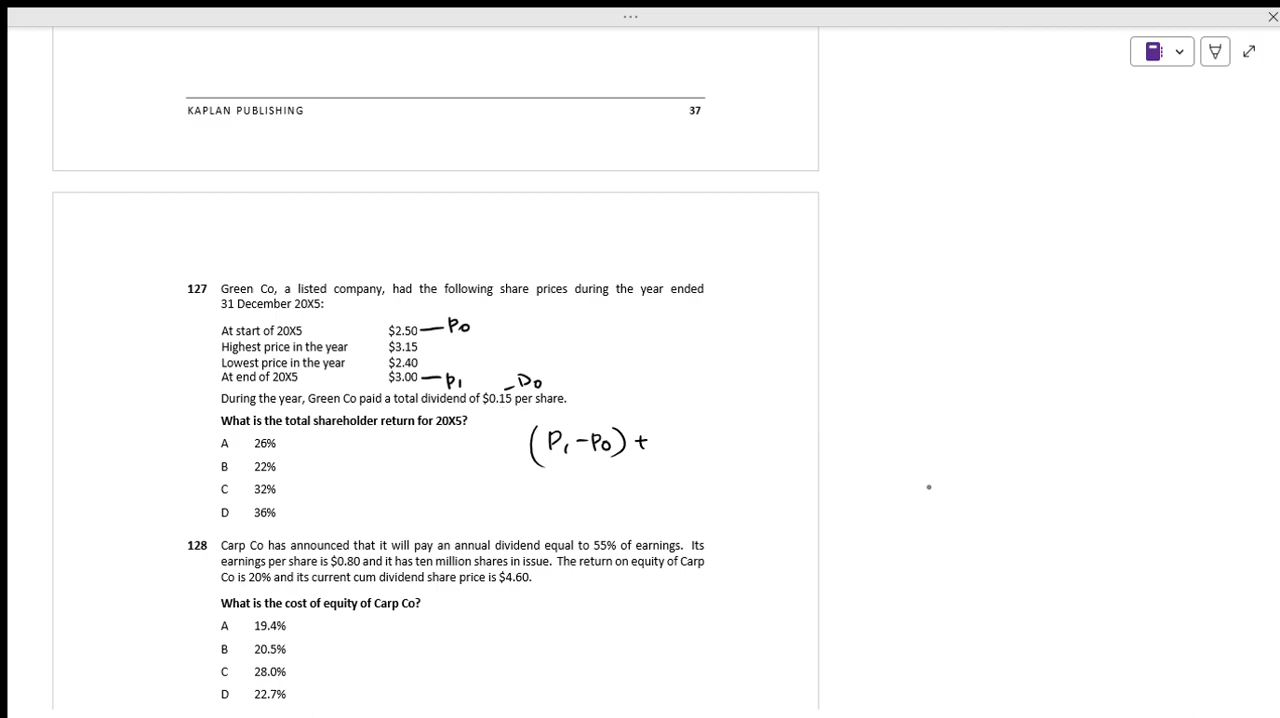 KAPLAN PUBLISHING 37
127 Green Co, a listed company, had the following share prices during the year ended
31 December 20X5:
At start of 20X5 $2.50 — P0
Highest price in the year $3.15
Lowest price in the year $2.40
At end of 20X5 $3.00 — P1
– D0
During the year, Green Co paid a total dividend of $0.15 per share.
What is the total shareholder return for 20X5?
A 26%
(P1 - P0) +
B 22%
C 32%
D 36%
128 Carp Co has announced that it will pay an annual dividend equal to 55% of earnings. Its
earnings per share is $0.80 and it has ten million shares in issue. The return on equity of Carp
Co is 20% and its current cum dividend share price is $4.60.
What is the cost of equity of Carp Co?
A 19.4%
B 20.5%
C 28.0%
D 22.7%